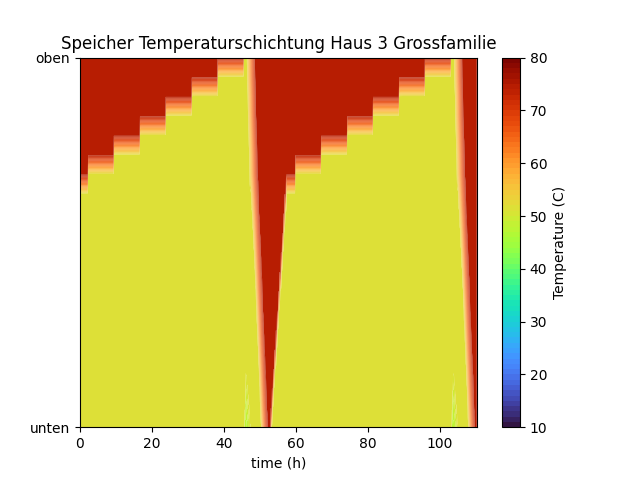 Speicher Temperaturschichtung Haus 3 Grossfamilie
oben
unten
0 20 40 60 80 100
time (h)
80
70
60
50
40
30
20
10
Temperature (C)